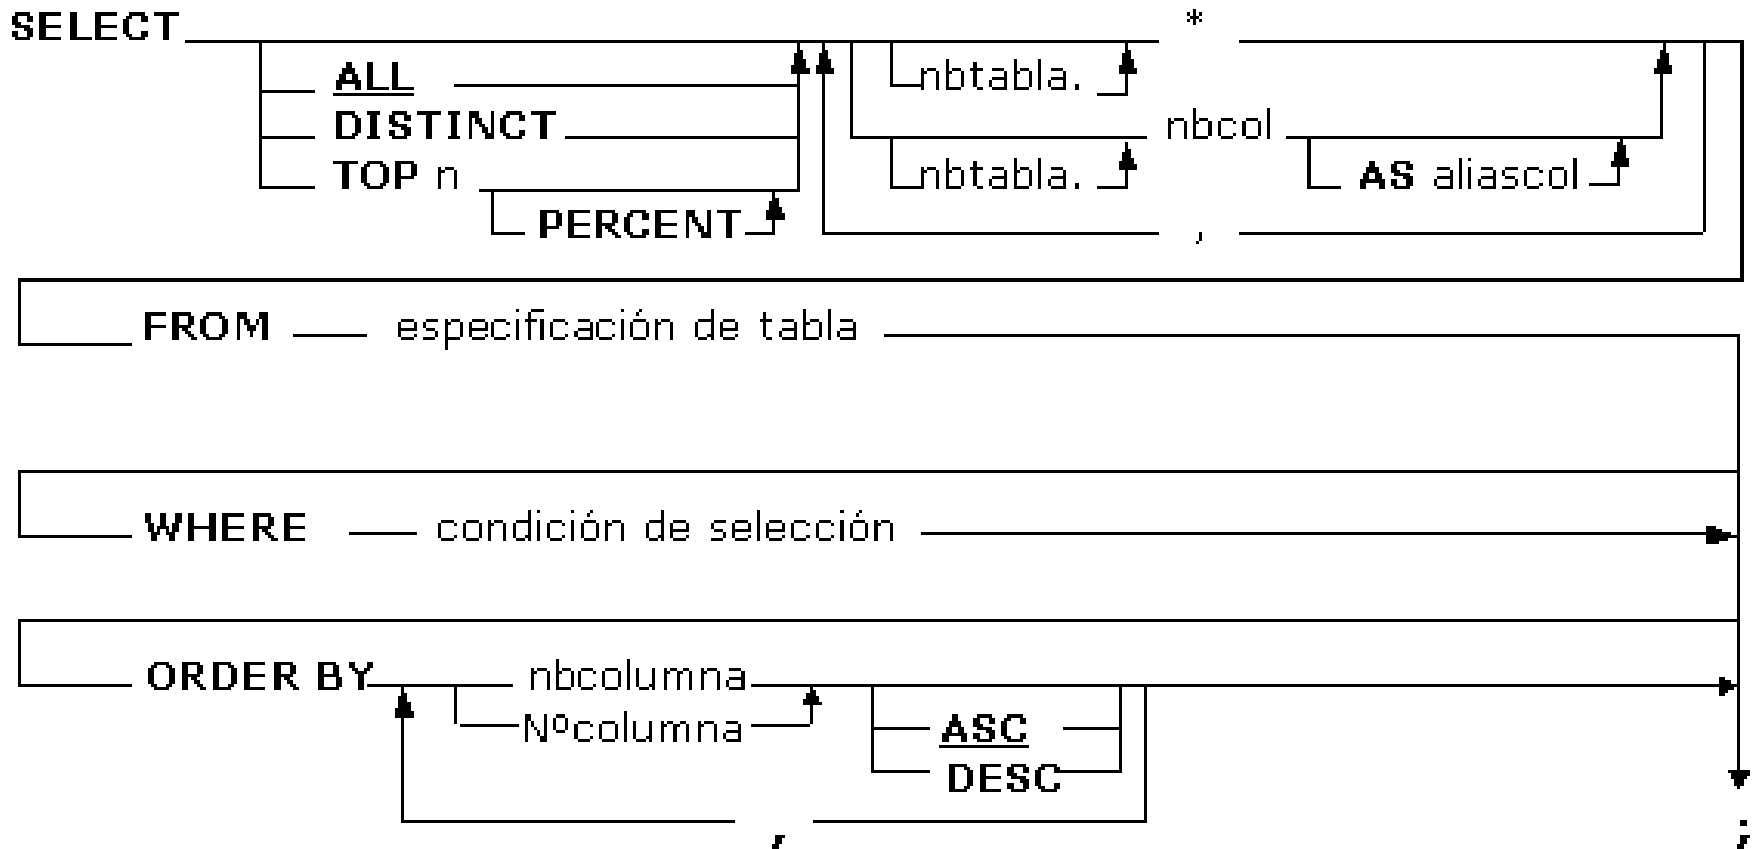 SELECT *
ALL nbtabla.
DISTINCT nbcol
TOP n nbtabla. AS aliascol
PERCENT ,
FROM especificación de tabla
WHERE condición de selección
ORDER BY nbcolumna
Nºcolumna ASC
DESC
, ;